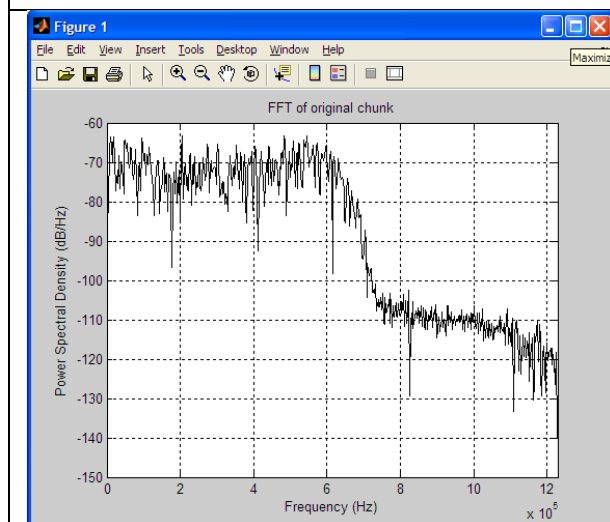 Figure 1
File Edit View Insert Tools Desktop Window Help
Maximiz
FFT of original chunk
Power Spectral Density (dB/Hz)
-60
-70
-80
-90
-100
-110
-120
-130
-140
-150
0 2 4 6 8 10 12
Frequency (Hz)
x 10^5